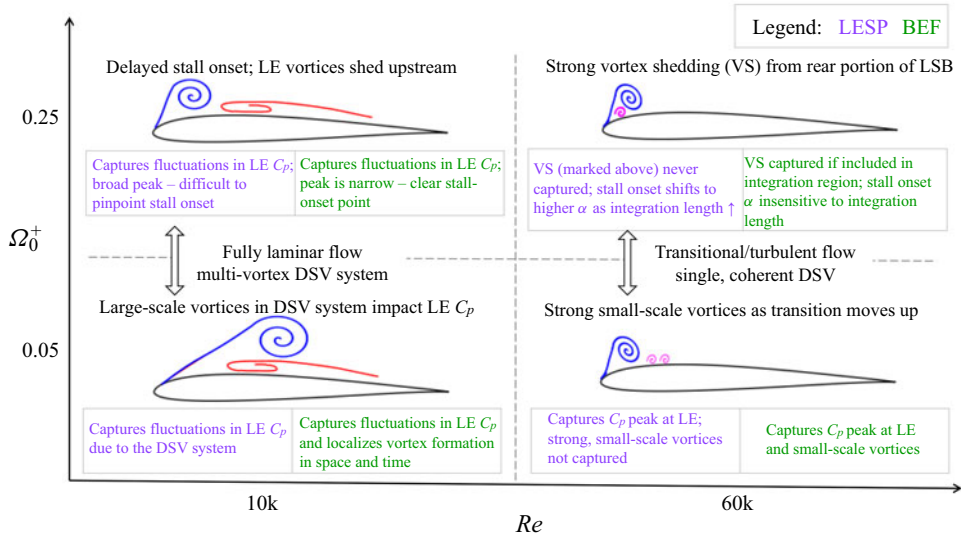 Legend: LESP BEF
Delayed stall onset; LE vortices shed upstream
Strong vortex shedding (VS) from rear portion of LSB
0.25
Captures fluctuations in LE Cp;
broad peak – difficult to
pinpoint stall onset
Captures fluctuations in LE Cp;
peak is narrow – clear stall-
onset point
VS (marked above) never
captured; stall onset shifts to
higher α as integration length ↑
VS captured if included in
integration region; stall onset
α insensitive to integration
length
Ω0+
Fully laminar flow
multi-vortex DSV system
Transitional/turbulent flow
single, coherent DSV
Large-scale vortices in DSV system impact LE Cp
Strong small-scale vortices as transition moves up
0.05
Captures fluctuations in LE Cp
due to the DSV system
Captures fluctuations in LE Cp
and localizes vortex formation
in space and time
Captures Cp peak at LE;
strong, small-scale vortices
not captured
Captures Cp peak at LE
and small-scale vortices
10k
60k
Re